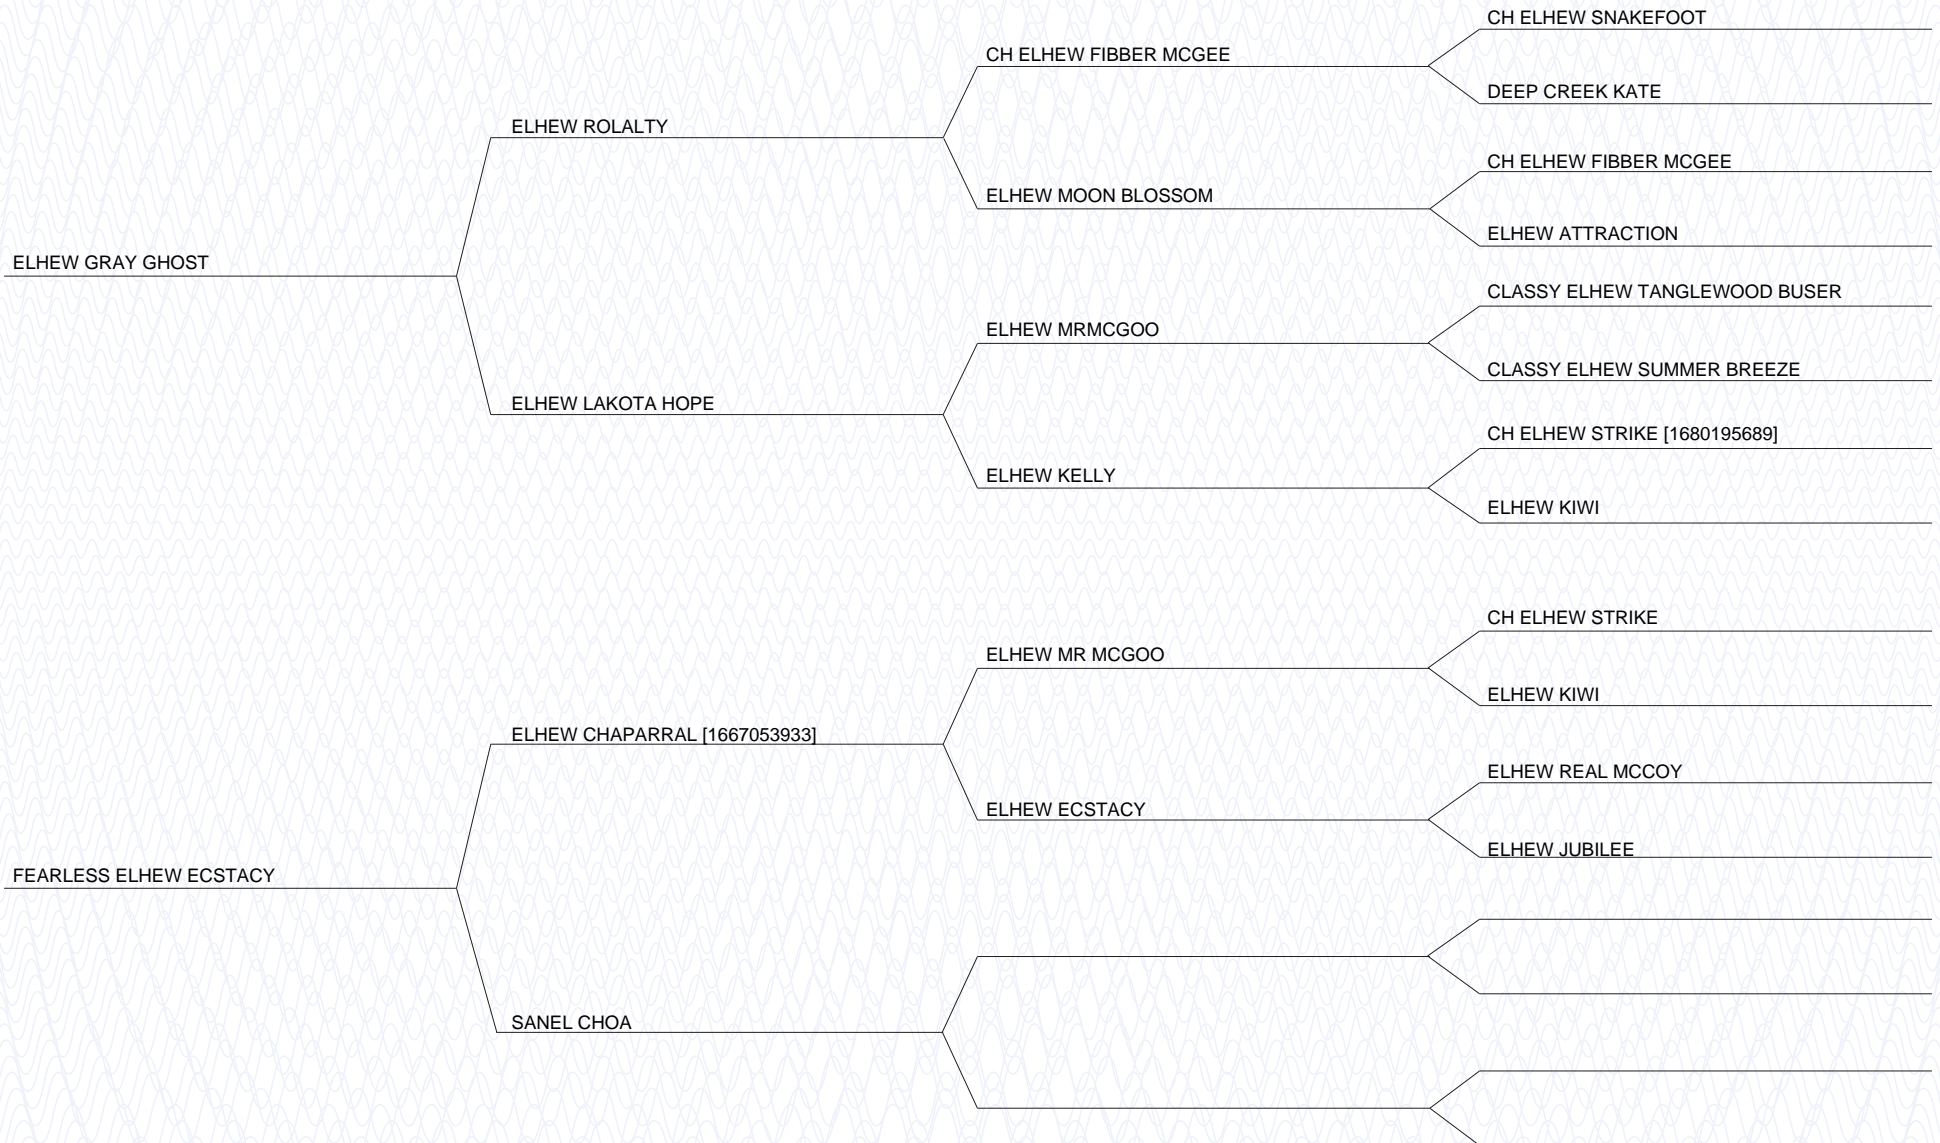 CH ELHEW SNAKEFOOT
CH ELHEW FIBBER MCGEE
DEEP CREEK KATE
ELHEW ROLALTY
CH ELHEW FIBBER MCGEE
ELHEW MOON BLOSSOM
ELHEW ATTRACTION
ELHEW GRAY GHOST
CLASSY ELHEW TANGLEWOOD BUSER
ELHEW MRMCGOO
CLASSY ELHEW SUMMER BREEZE
ELHEW LAKOTA HOPE
CH ELHEW STRIKE [1680195689]
ELHEW KELLY
ELHEW KIWI
CH ELHEW STRIKE
ELHEW MR MCGOO
ELHEW KIWI
ELHEW CHAPARRAL [1667053933]
ELHEW REAL MCCOY
ELHEW ECSTACY
ELHEW JUBILEE
FEARLESS ELHEW ECSTACY
SANEL CHOA